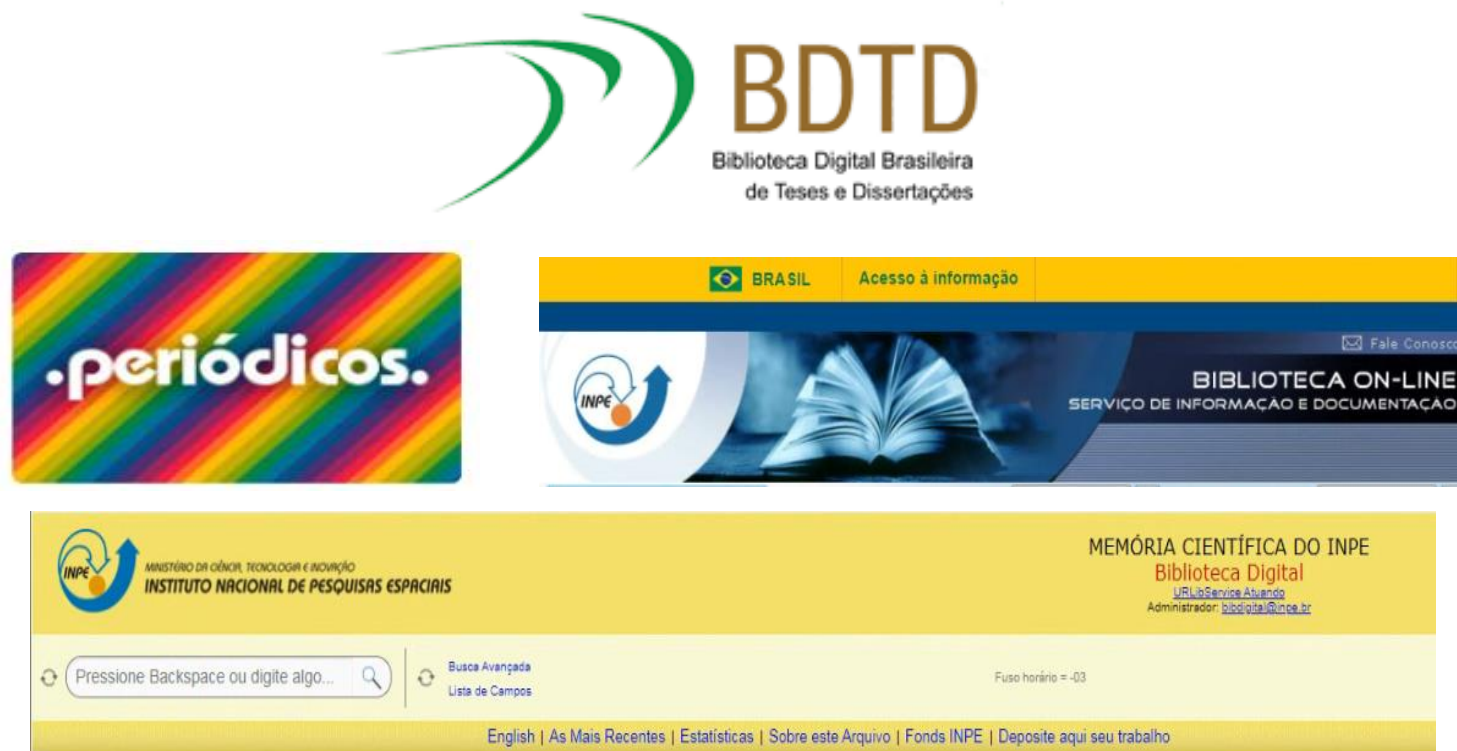 BDTD
Biblioteca Digital Brasileira
de Teses e Dissertações
.periódicos.
BRASIL Acesso à informação
Fale Conosco
INPE
BIBLIOTECA ON-LINE
SERVIÇO DE INFORMAÇÃO E DOCUMENTAÇÃO
INPE
MINISTÉRIO DA CIÊNCIA, TECNOLOGIA E INOVAÇÃO
INSTITUTO NACIONAL DE PESQUISAS ESPACIAIS
MEMÓRIA CIENTÍFICA DO INPE
Biblioteca Digital
URLibService Atuando
Administrador: bibdigital@inpe.br
Pressione Backspace ou digite algo...
Busca Avançada
Lista de Campos
Fuso horário = -03
English | As Mais Recentes | Estatísticas | Sobre este Arquivo | Fonds INPE | Deposite aqui seu trabalho